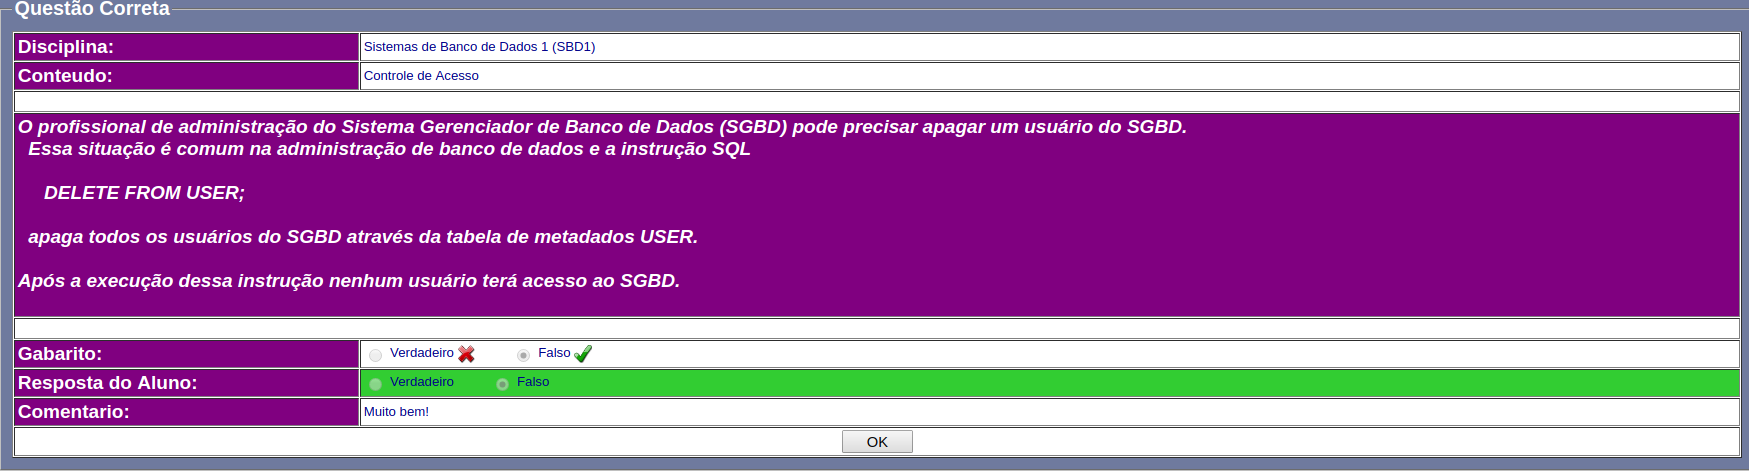 Questão Correta
Disciplina: Sistemas de Banco de Dados 1 (SBD1)
Conteudo: Controle de Acesso
O profissional de administração do Sistema Gerenciador de Banco de Dados (SGBD) pode precisar apagar um usuário do SGBD.
Essa situação é comum na administração de banco de dados e a instrução SQL
DELETE FROM USER;
apaga todos os usuários do SGBD através da tabela de metadados USER.
Após a execução dessa instrução nenhum usuário terá acesso ao SGBD.
Gabarito: Verdadeiro Falso
Resposta do Aluno: Verdadeiro Falso
Comentario: Muito bem!
OK